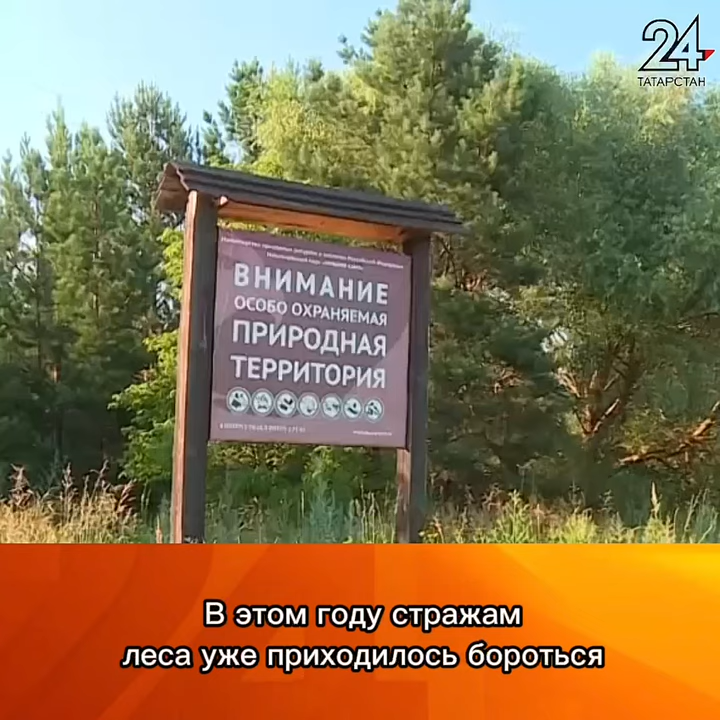 24
ТАТАРСТАН
ВНИМАНИЕ
ОСОБО ОХРАНЯЕМАЯ
ПРИРОДНАЯ
ТЕРРИТОРИЯ
В этом году стражам
леса уже приходилось бороться